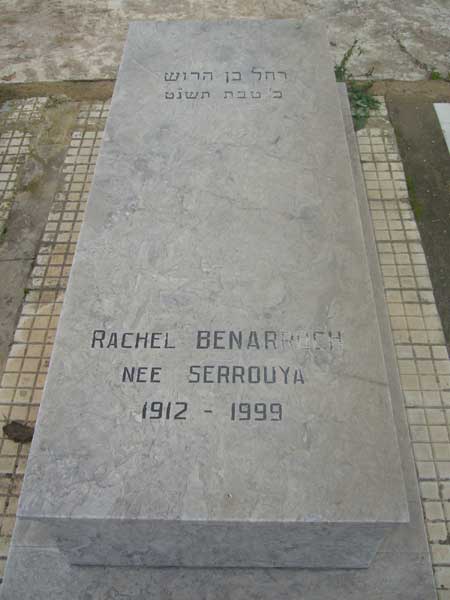 רחל בן הרוש
כ׳ טבת תשנ״ט
RACHEL BENARROCH
NEE SERROUYA
1912 - 1999